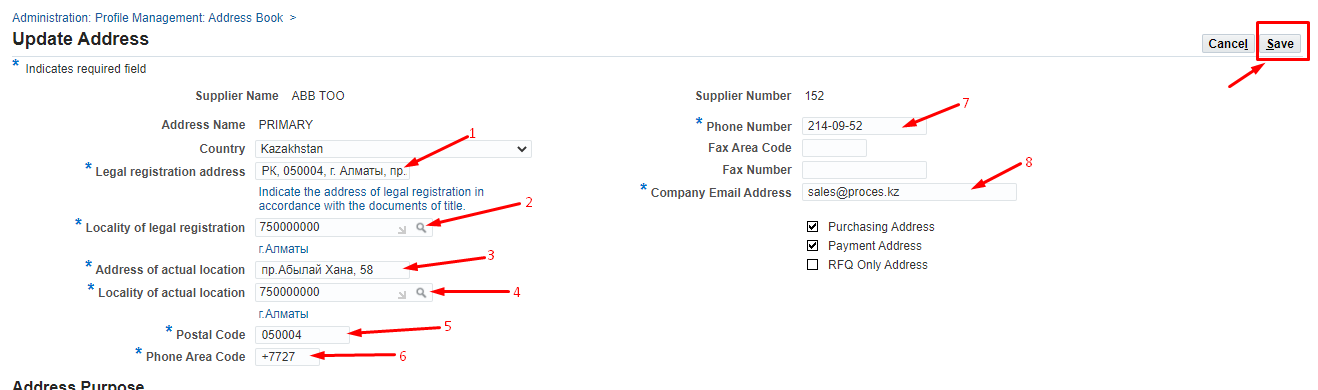 Administration: Profile Management: Address Book >
Update Address
Cancel
Save
* Indicates required field
Supplier Name ABB TOO
Supplier Number 152
Address Name PRIMARY
1
* Phone Number 214-09-52
7
Country Kazakhstan
Fax Area Code
* Legal registration address РК, 050004, г. Алматы, пр.
Fax Number
8
Indicate the address of legal registration in
accordance with the documents of title.
* Company Email Address sales@proces.kz
2
* Locality of legal registration 750000000
Purchasing Address
г.Алматы
Payment Address
3
* Address of actual location пр.Абылай Хана, 58
RFQ Only Address
* Locality of actual location 750000000
4
г.Алматы
* Postal Code 050004
5
* Phone Area Code +7727
6
Address Purpose